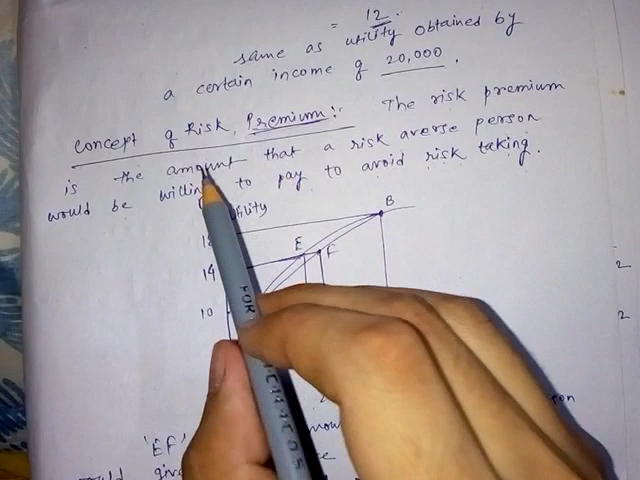 = 12.
same as utility obtained by
a certain income of 20,000.
Concept of Risk Premium:- The risk premium
is the amount that a risk averse person
would be willing to pay to avoid risk taking.
utility
B
E F
14
10
2
2
'EF'